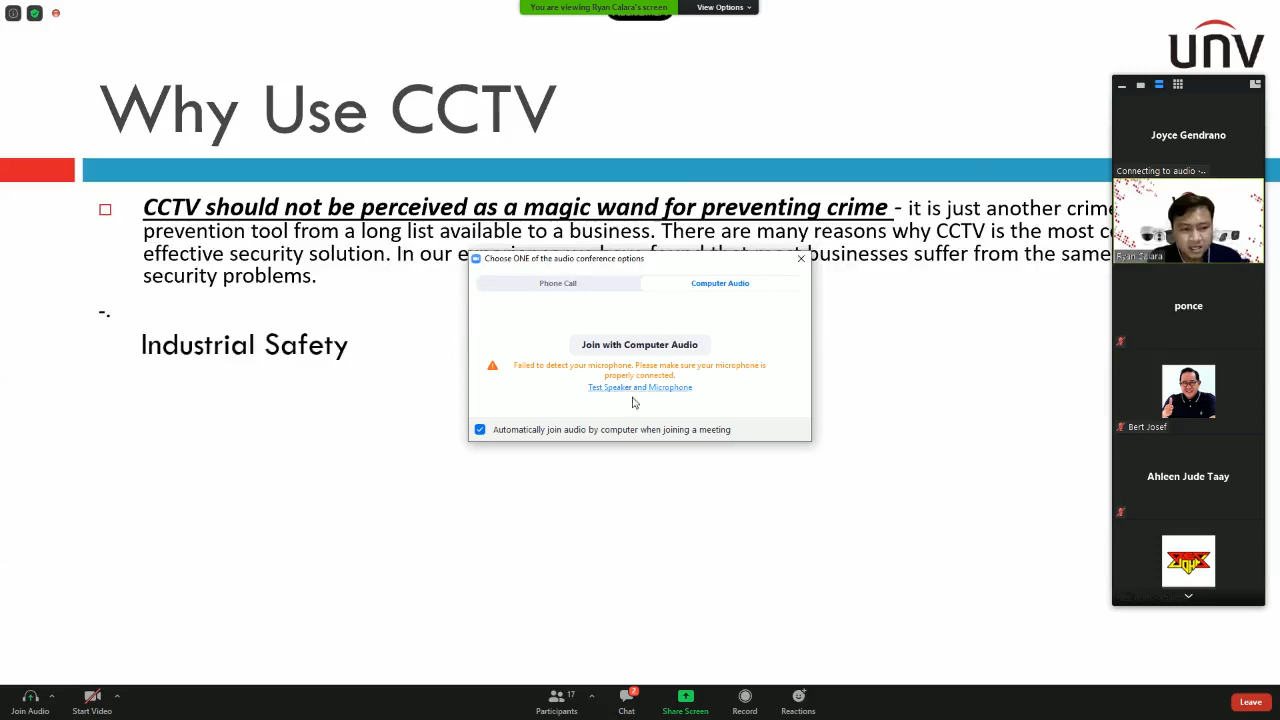 You are viewing Ryan Calara's screen
View Options
unv
Why Use CCTV
CCTV should not be perceived as a magic wand for preventing crime - it is just another crime
prevention tool from a long list available to a business. There are many reasons why CCTV is the most
effective security solution. In our businesses suffer from the same
security problems.
-.
Industrial Safety
Choose ONE of the audio conference options
Phone Call
Computer Audio
Join with Computer Audio
Failed to detect your microphone. Please make sure your microphone is
properly connected.
Test Speaker and Microphone
Automatically join audio by computer when joining a meeting
Joyce Gendrano
Connecting to audio ...
Ryan Calara
ponce
Bert Josef
Ahleen Jude Taay
Join Audio
Start Video
17
Participants
2
Chat
Share Screen
Record
Reactions
Leave